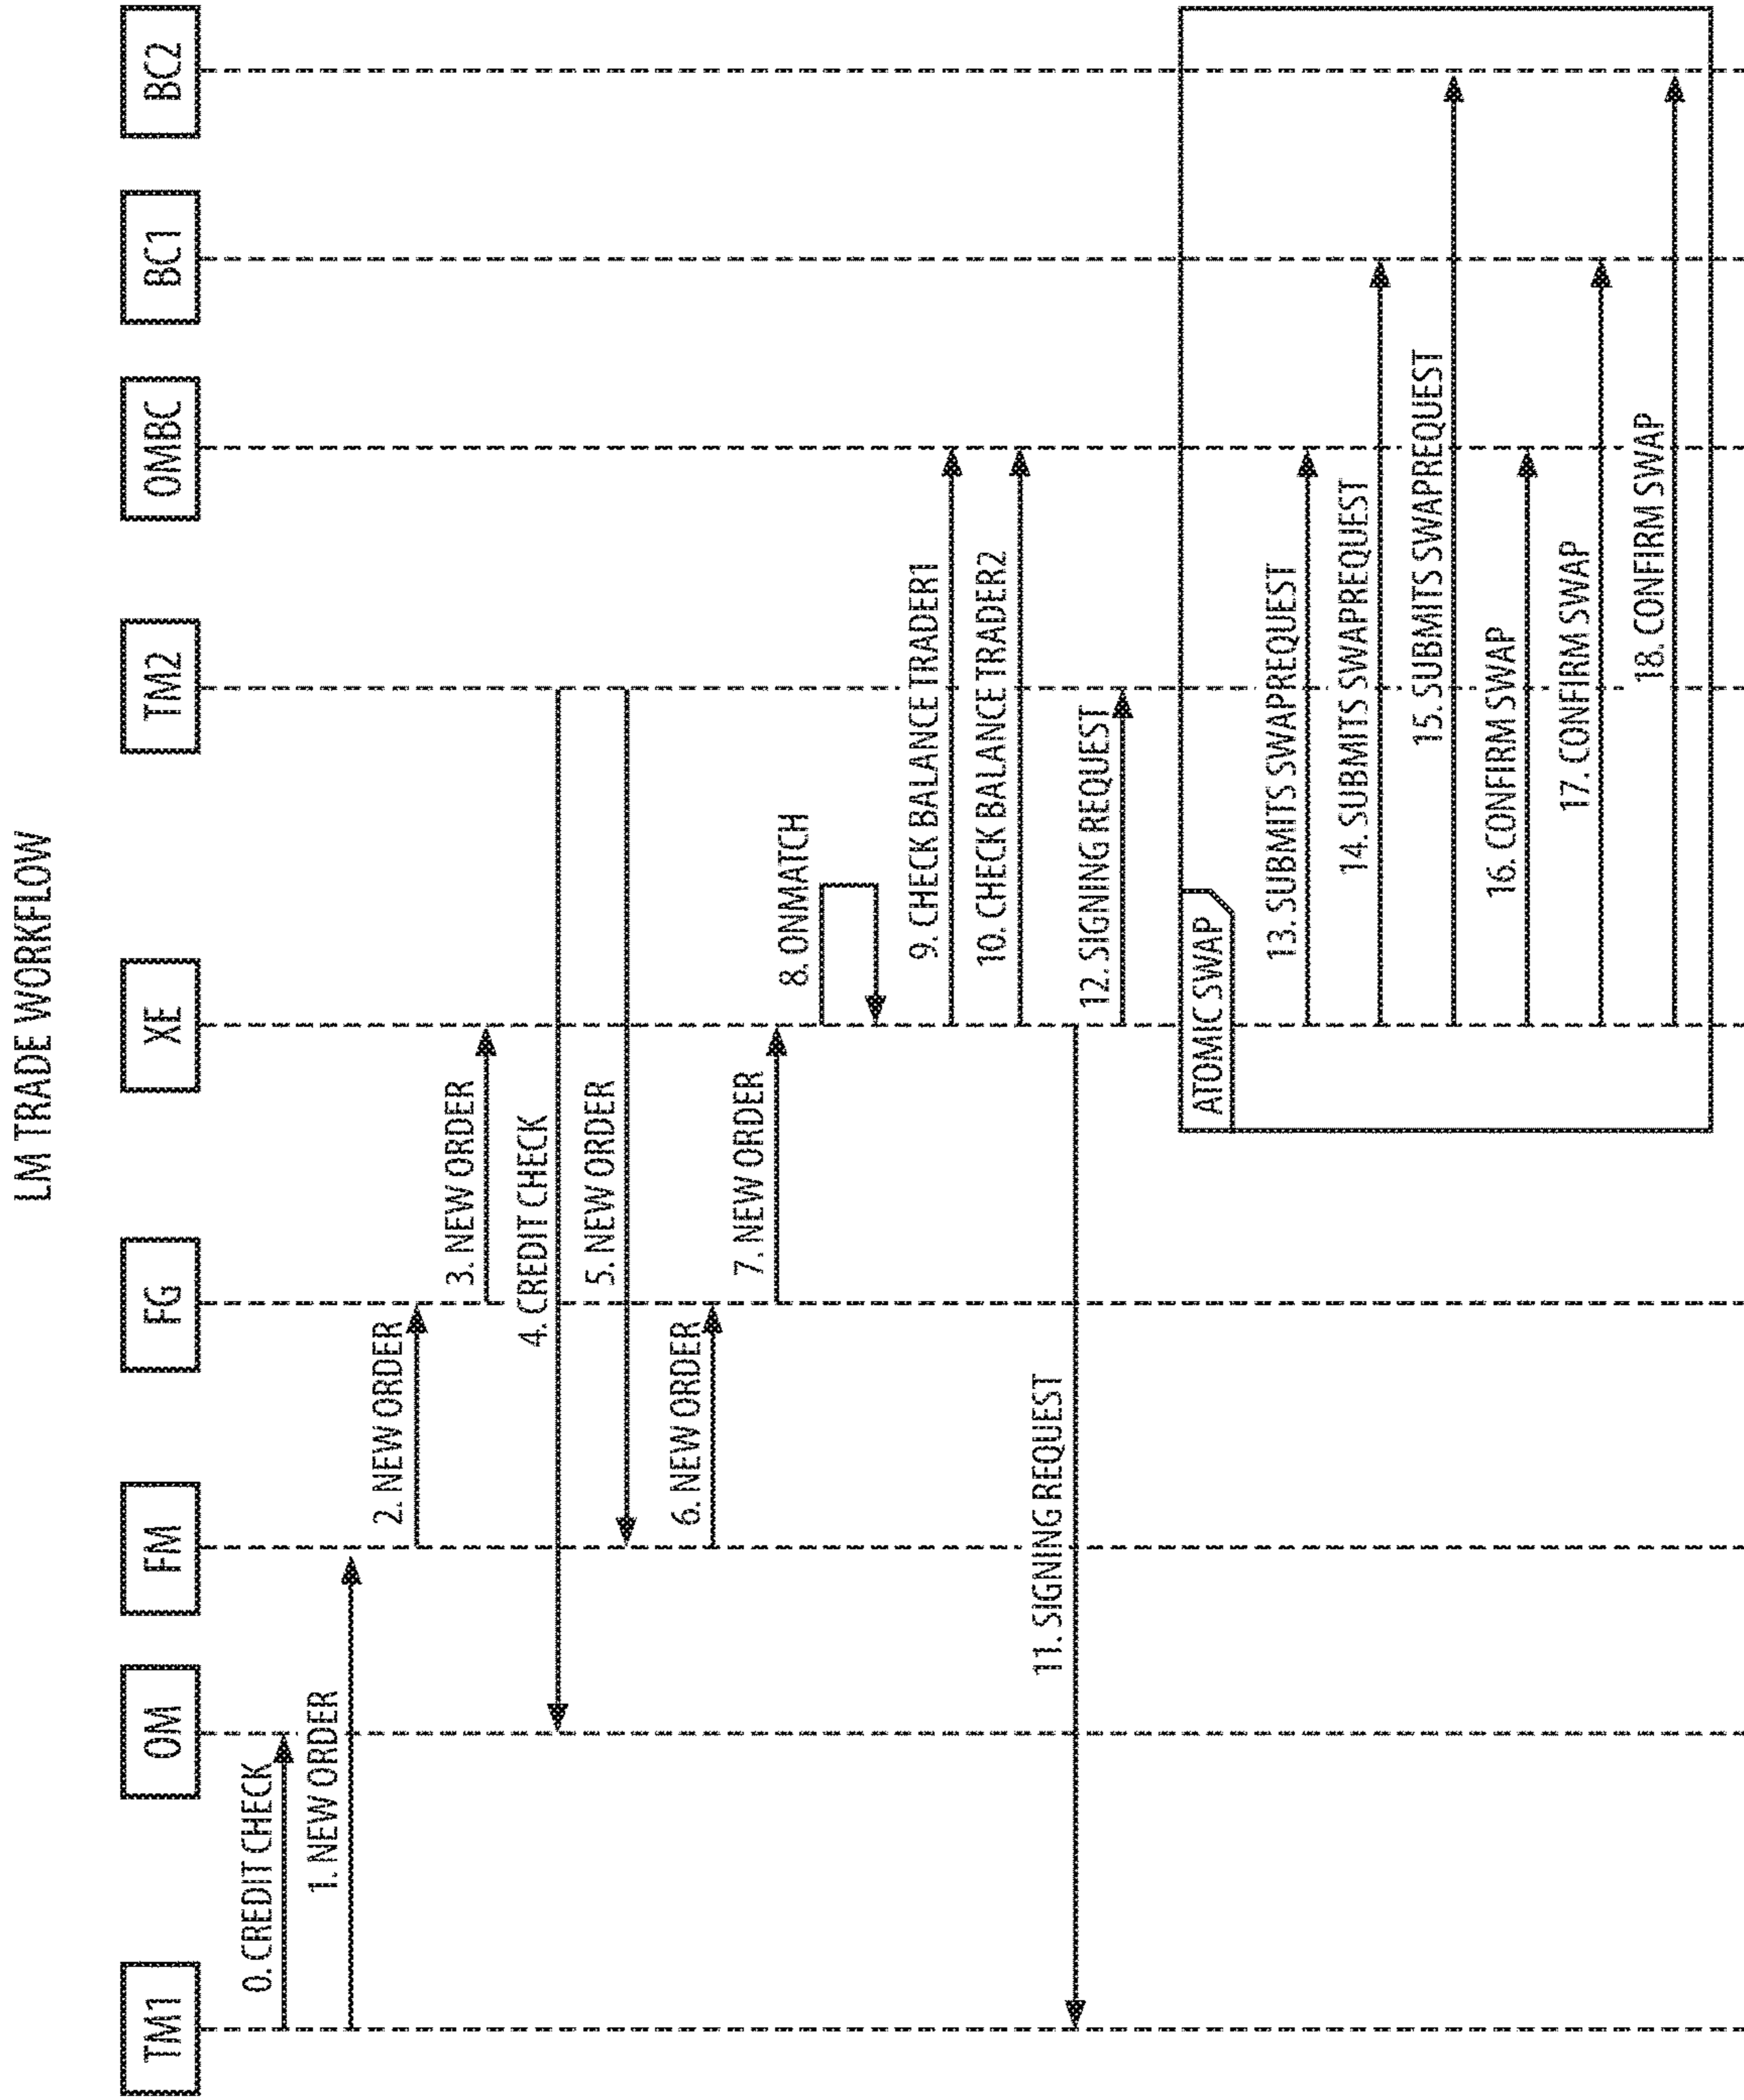 LM TRADE WORKFLOW
TM1
OM
FM
FG
XE
TM2
OMBC
BC1
BC2
0. CREDIT CHECK
1. NEW ORDER
2. NEW ORDER
3. NEW ORDER
4. CREDIT CHECK
5. NEW ORDER
6. NEW ORDER
7. NEW ORDER
8. ONMATCH
9. CHECK BALANCE TRADER1
10. CHECK BALANCE TRADER2
11. SIGNING REQUEST
12. SIGNING REQUEST
ATOMIC SWAP
13. SUBMITS SWAPREQUEST
14. SUBMITS SWAPREQUEST
15. SUBMITS SWAPREQUEST
16. CONFIRM SWAP
17. CONFIRM SWAP
18. CONFIRM SWAP